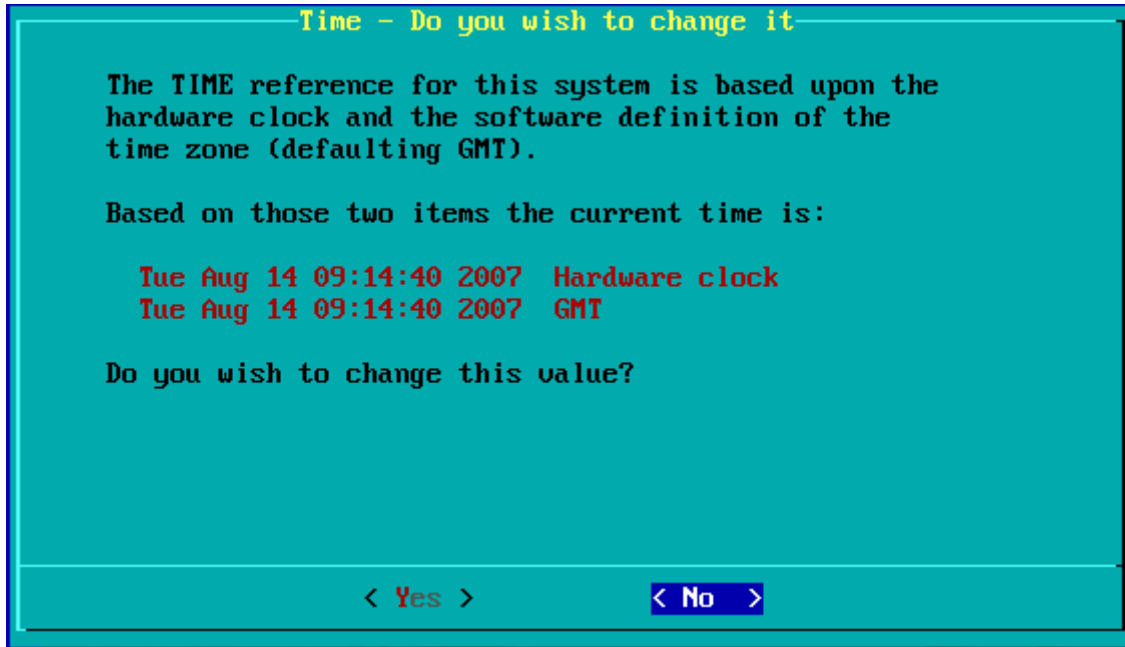 Time - Do you wish to change it
The TIME reference for this system is based upon the
hardware clock and the software definition of the
time zone (defaulting GMT).
Based on those two items the current time is:
Tue Aug 14 09:14:40 2007 Hardware clock
Tue Aug 14 09:14:40 2007 GMT
Do you wish to change this value?
< Yes > < No >